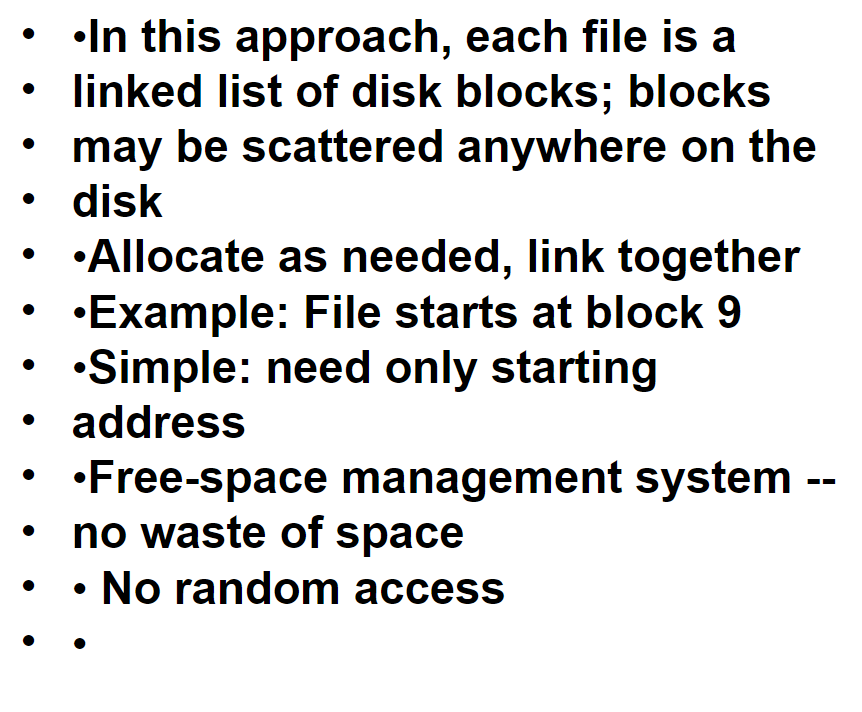 • •In this approach, each file is a
• linked list of disk blocks; blocks
• may be scattered anywhere on the
• disk
• •Allocate as needed, link together
• •Example: File starts at block 9
• •Simple: need only starting
• address
• •Free-space management system --
• no waste of space
• • No random access
• •